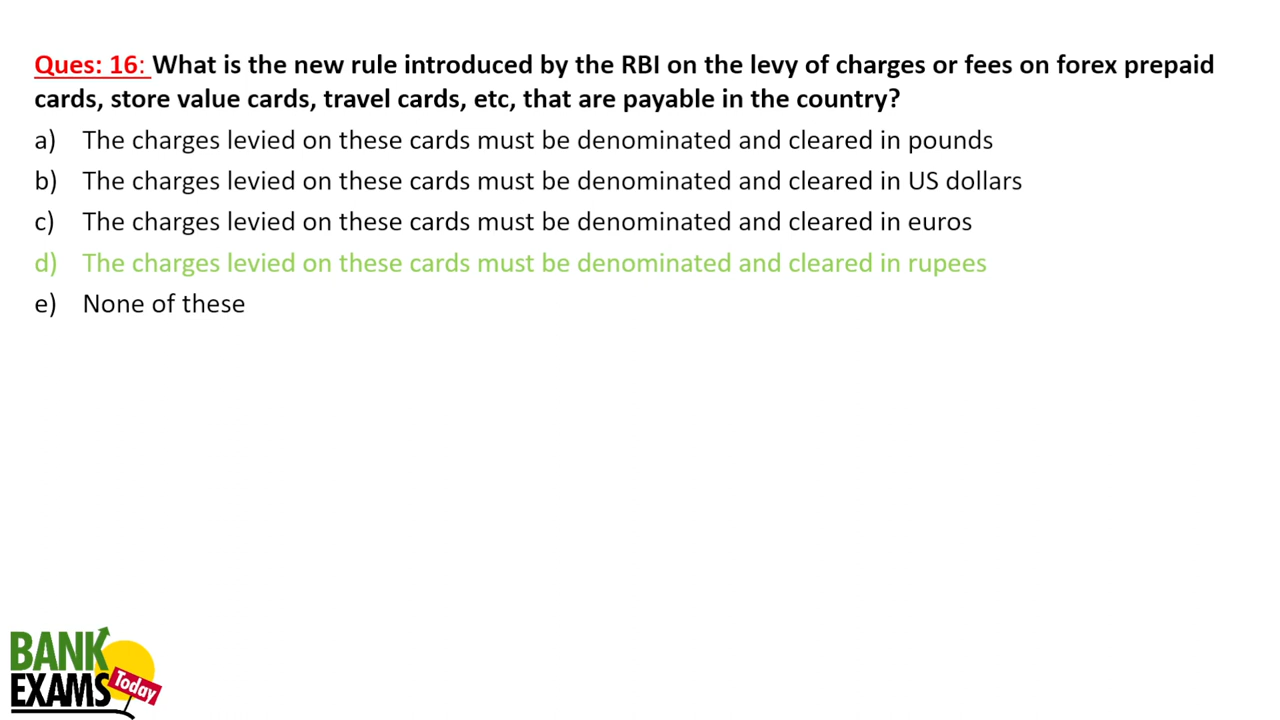 Ques: 16: What is the new rule introduced by the RBI on the levy of charges or fees on forex prepaid
cards, store value cards, travel cards, etc, that are payable in the country?
a) The charges levied on these cards must be denominated and cleared in pounds
b) The charges levied on these cards must be denominated and cleared in US dollars
c) The charges levied on these cards must be denominated and cleared in euros
d) The charges levied on these cards must be denominated and cleared in rupees
e) None of these
BANK
EXAMS Today